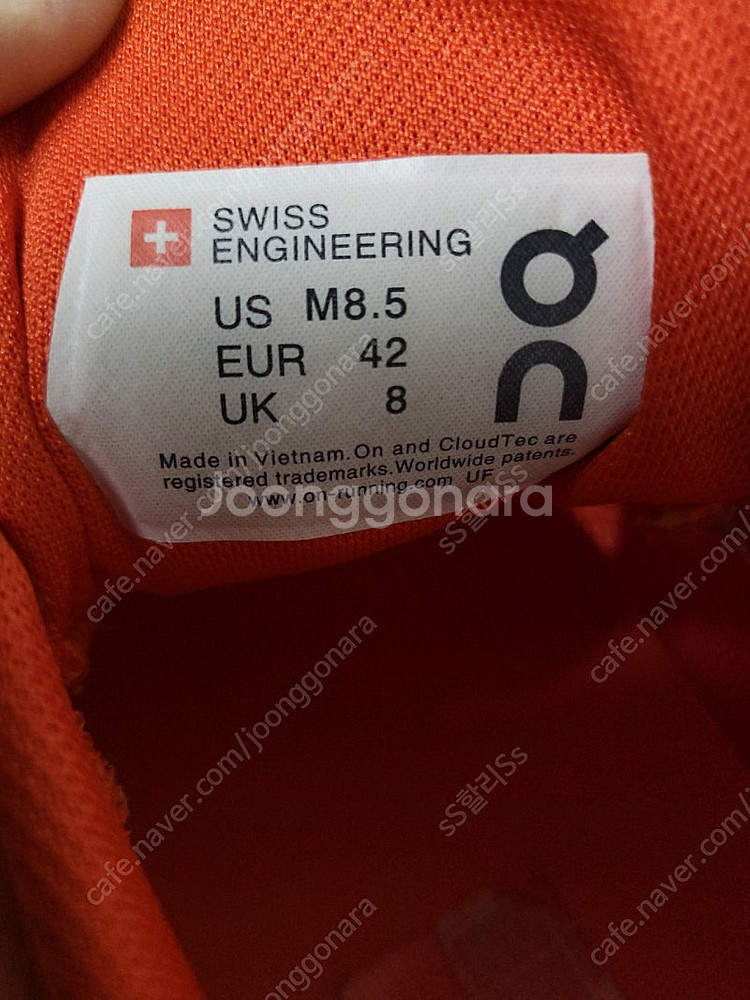 SWISS
ENGINEERING
US M8.5
EUR 42
UK 8
Made in Vietnam. On and CloudTec are
registered trademarks. Worldwide patents.
www.on-running.com UF
Joonggonara
cafe.naver.com/joonggonara
sS할리Ss